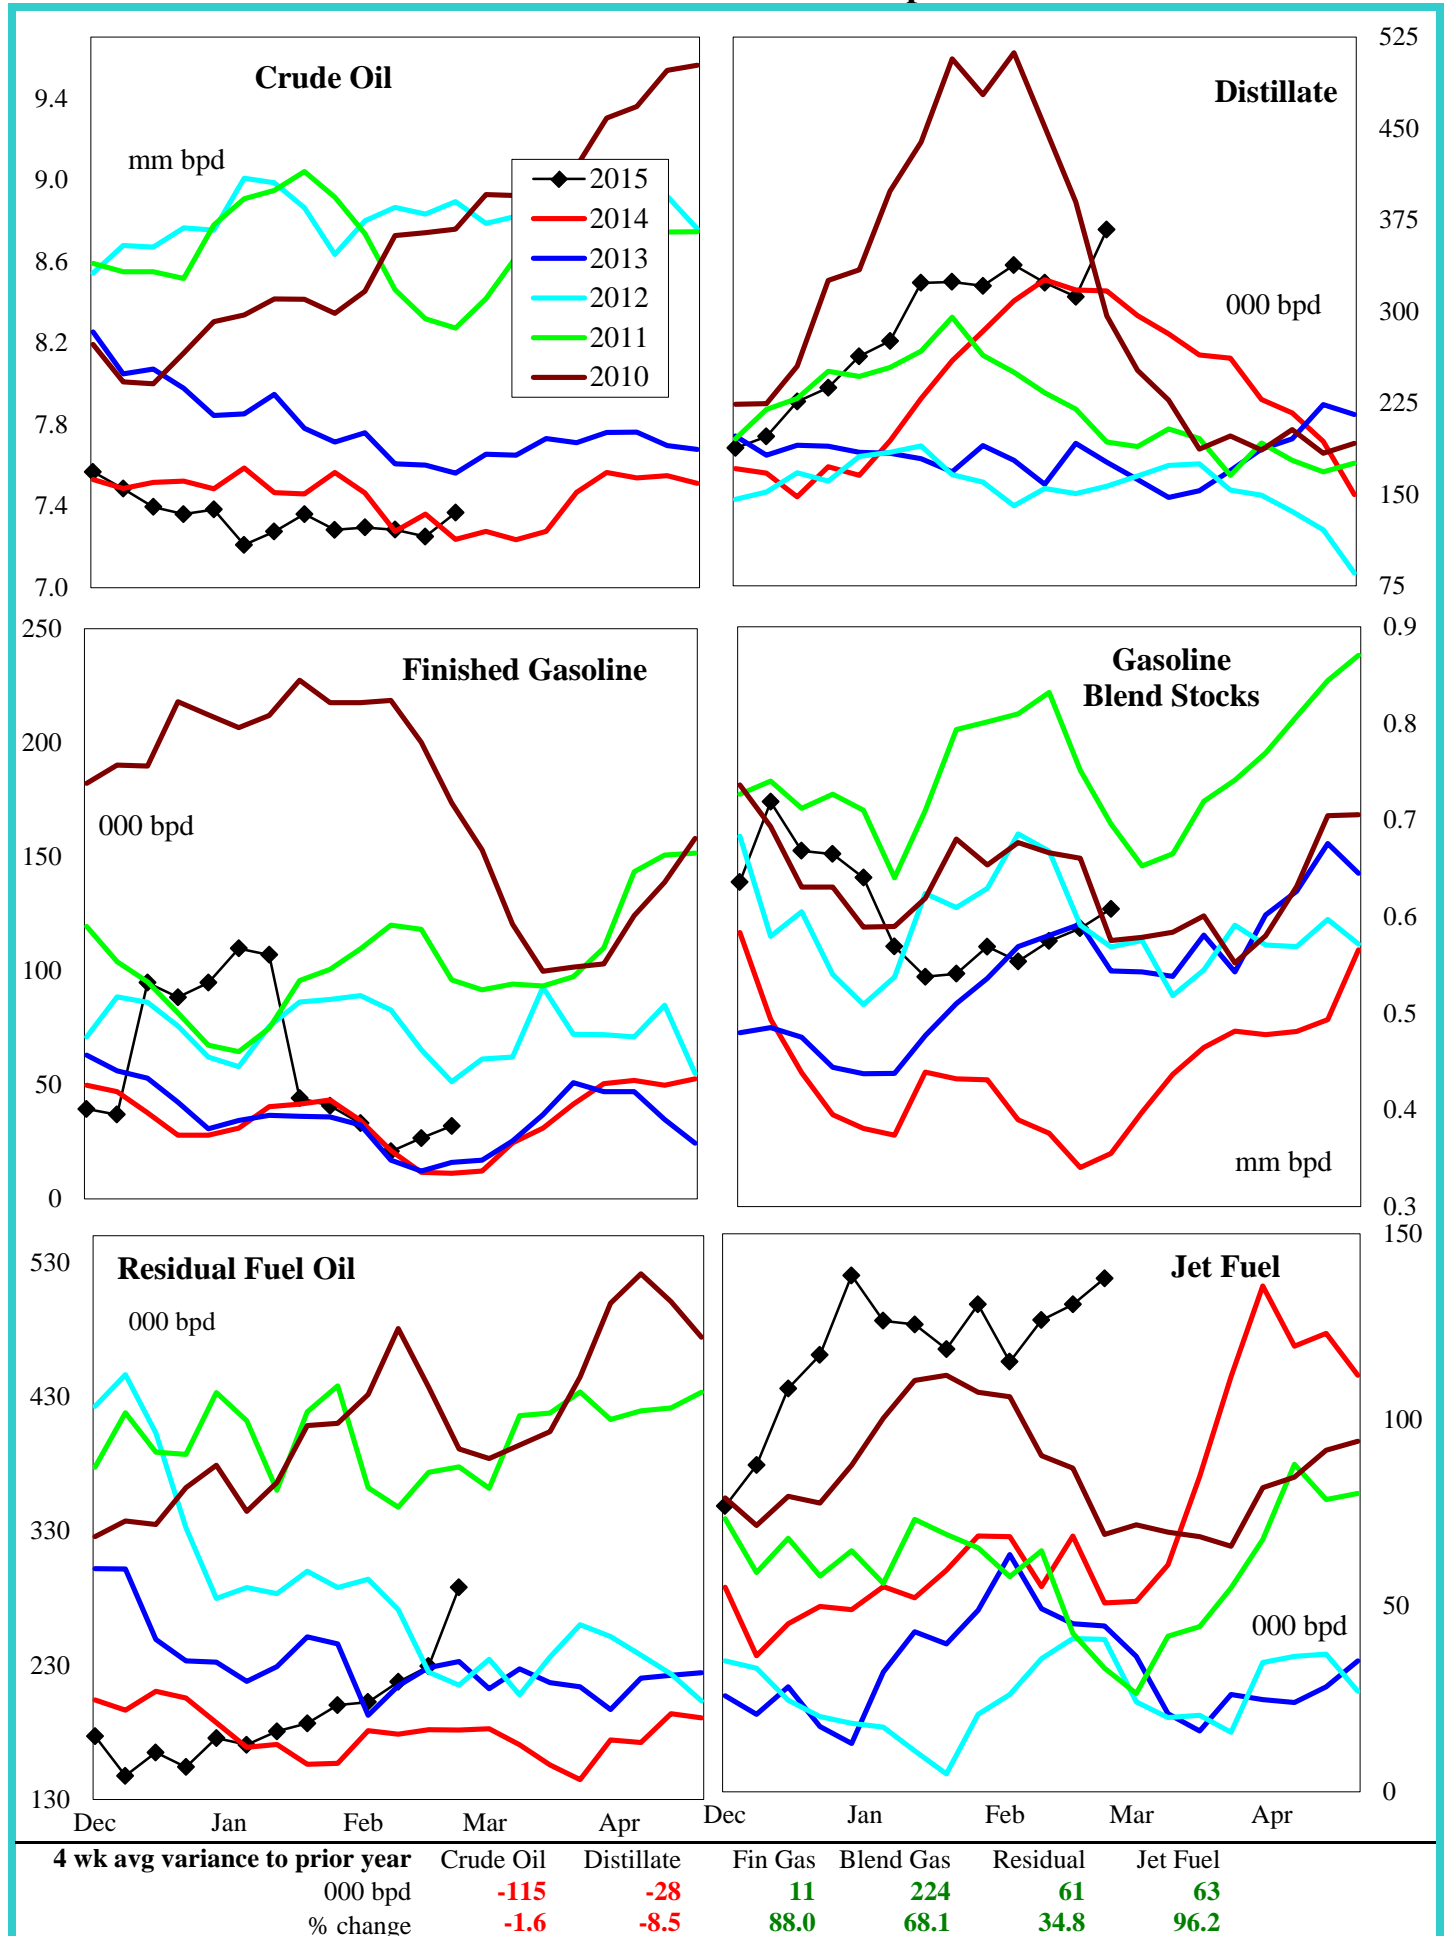 Crude Oil
mm bpd
9.4
9.0
8.6
8.2
7.8
7.4
7.0
2015
2014
2013
2012
2011
2010
Distillate
000 bpd
525
450
375
300
225
150
75
Finished Gasoline
000 bpd
250
200
150
100
50
0
Gasoline
Blend Stocks
mm bpd
0.9
0.8
0.7
0.6
0.5
0.4
0.3
Residual Fuel Oil
000 bpd
530
430
330
230
130
Dec Jan Feb Mar Apr
Jet Fuel
000 bpd
150
100
50
0
Dec Jan Feb Mar Apr
4 wk avg variance to prior year Crude Oil Distillate Fin Gas Blend Gas Residual Jet Fuel
000 bpd -115 -28 11 224 61 63
% change -1.6 -8.5 88.0 68.1 34.8 96.2